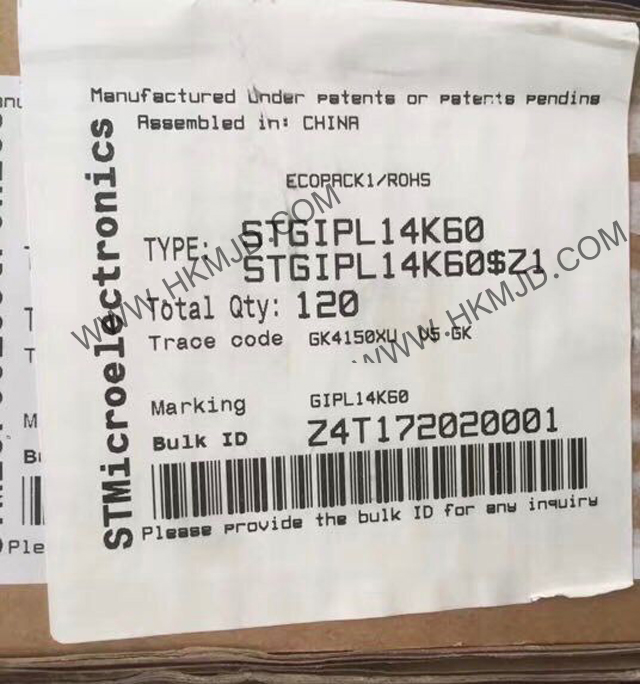 Manufactured Under patents or patents pending
Assembled in: CHINA
STMicroelectronics
ECOPACK1/ROHS
TYPE: STGIPL14K60
STGIPL14K60$Z1
Total Qty: 120
Trace code GK4150XU GK
Marking GIPL14K60
Bulk ID Z4T172020001
Please provide the bulk ID for any inquiry
WWW.HKMJD.COM
WWW.HKMJD.COM
Ple